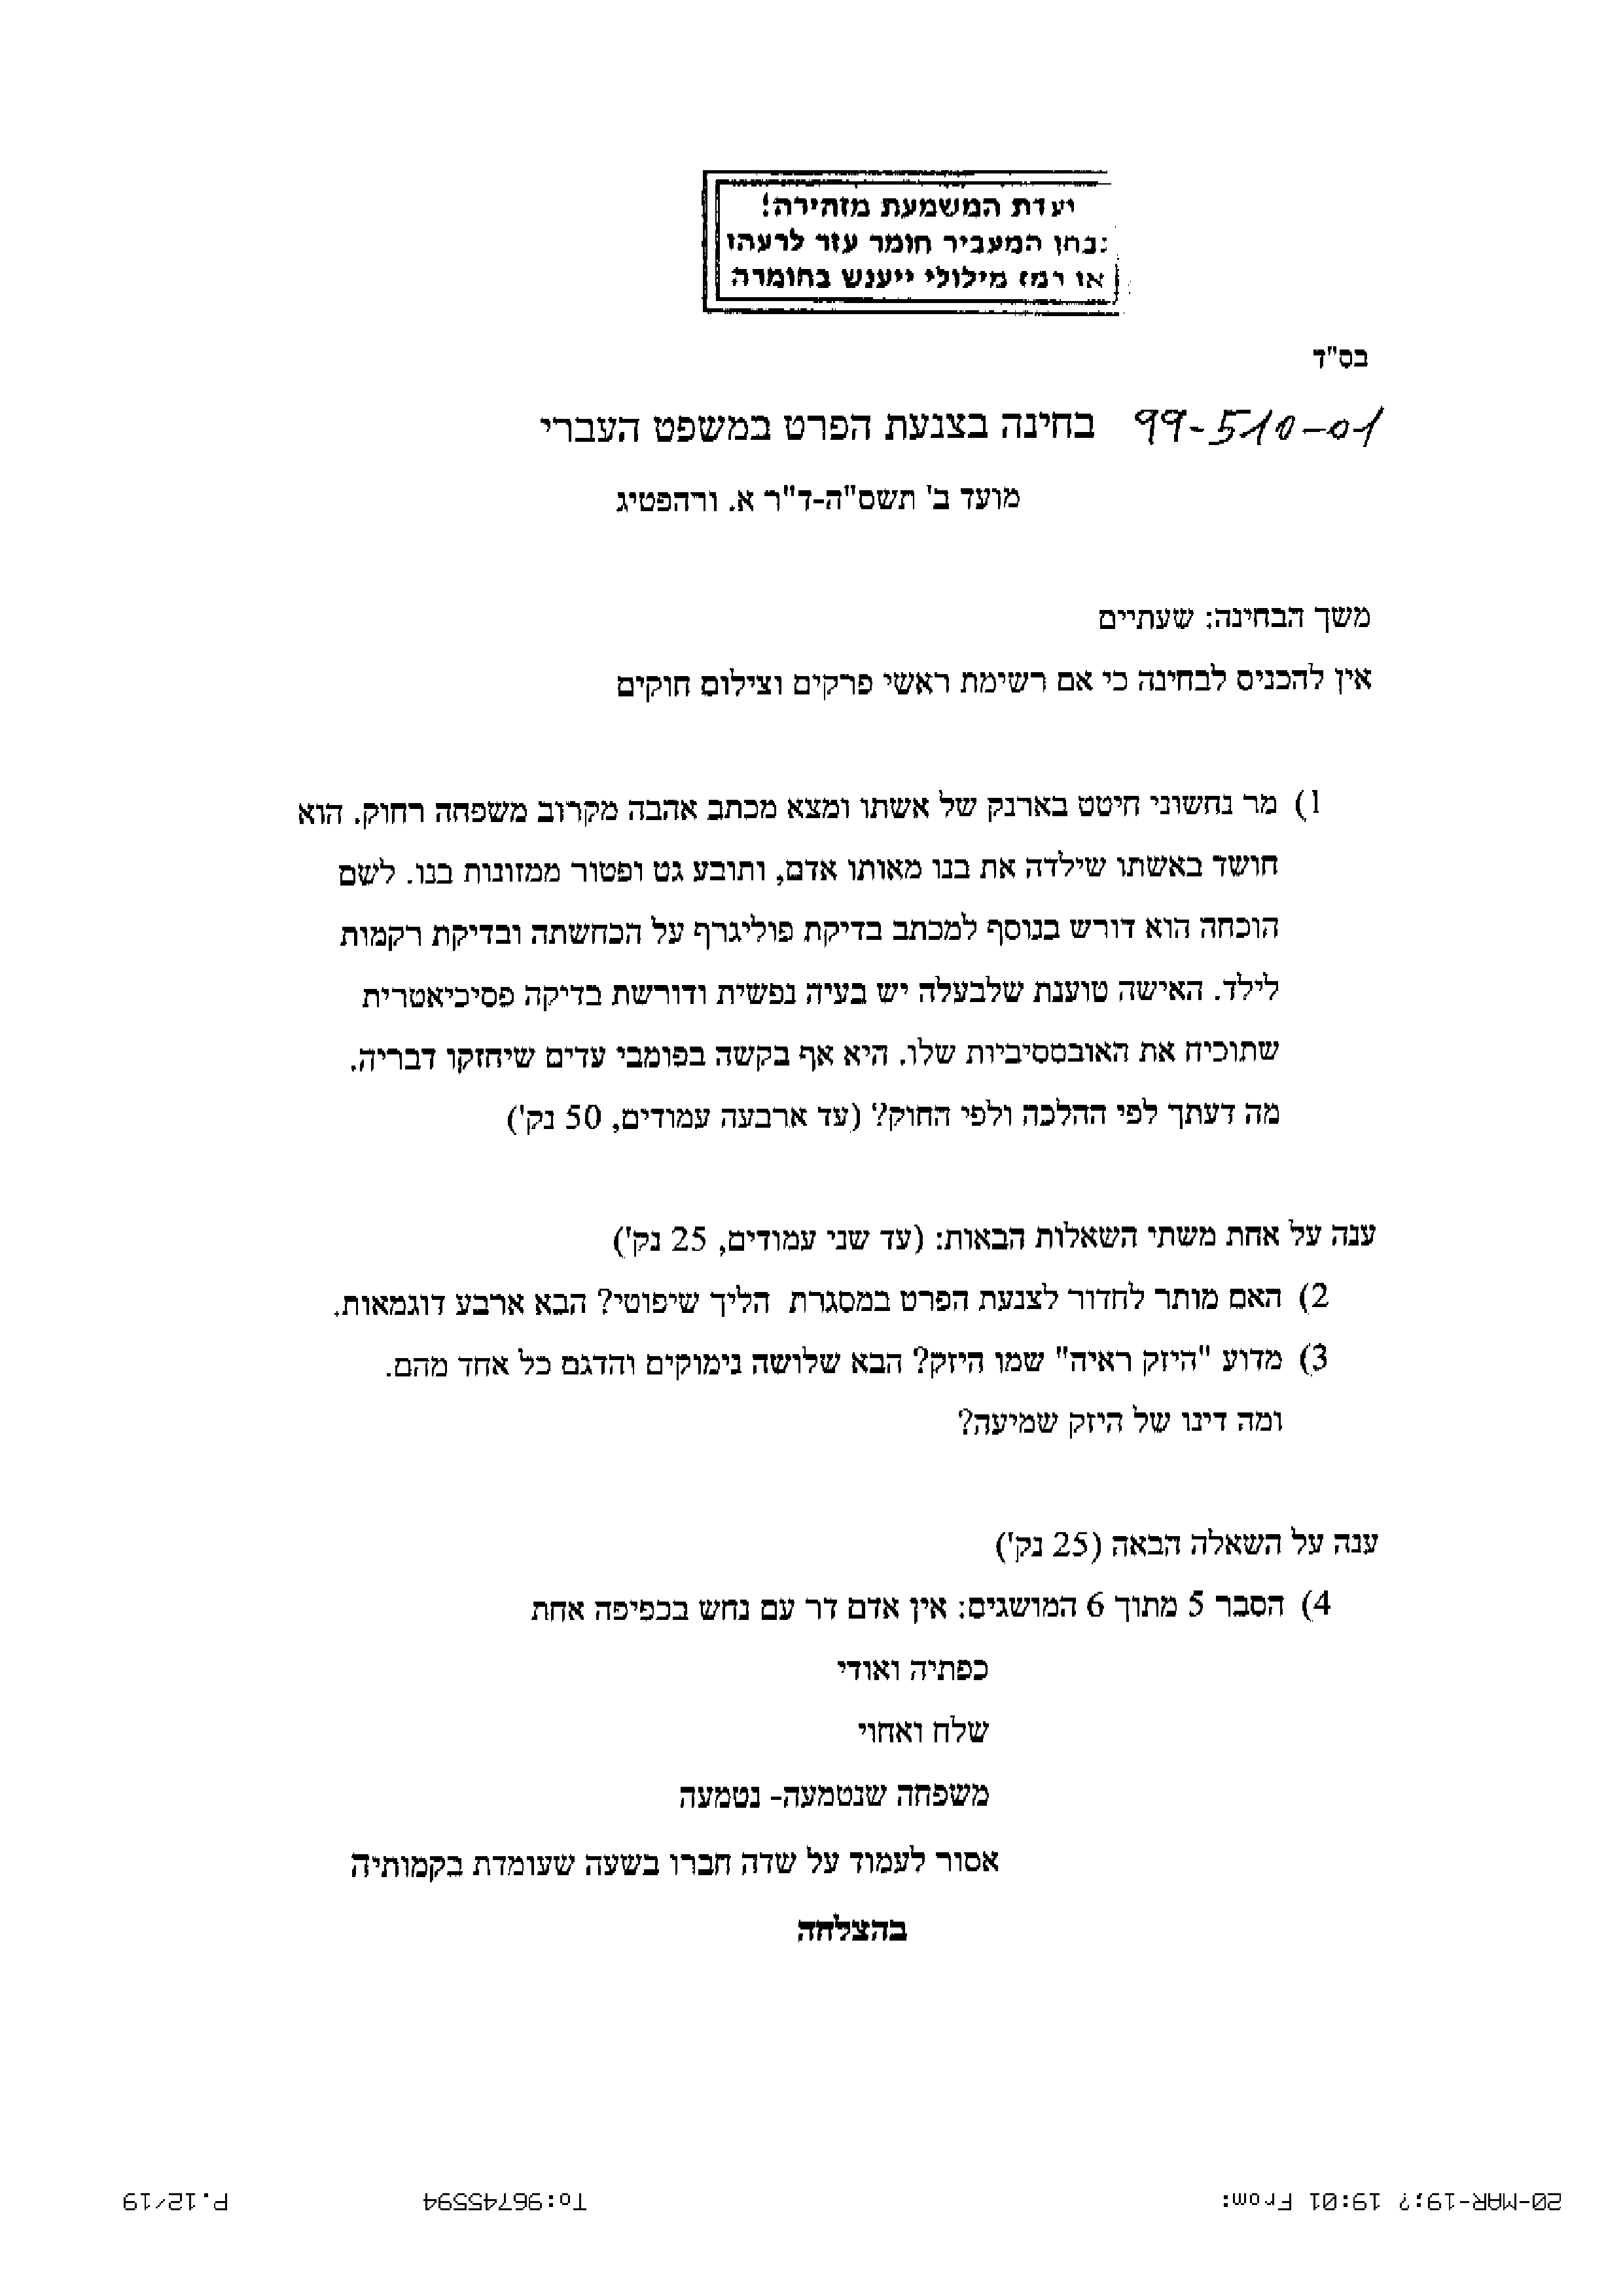 ועדת המשמעת מזהירה!
נבחן המעביר חומר עזר לרעהו
או רמז מילולי ייענש בחומרה
בס"ד
99-510-01 בחינה בצנעת הפרט במשפט העברי
מועד ב' תשס"ה-ד"ר א. ורהפטיג
משך הבחינה: שעתיים
אין להכניס לבחינה כי אם רשימת ראשי פרקים וצילום חוקים
1) מר נחשוני חיטט בארנק של אשתו ומצא מכתב אהבה מקרוב משפחה רחוק. הוא
חושד באשתו שילדה את בנו מאותו אדם, ותובע גט ופטור ממזונות בנו. לשם
הוכחה הוא דורש בנוסף למכתב בדיקת פוליגרף על הכחשתה ובדיקת רקמות
לילד. האישה טוענת שלבעלה יש בעיה נפשית ודורשת בדיקה פסיכיאטרית
שתוכיח את האובססיביות שלו. היא אף בקשה בפומבי עדים שיחזקו דבריה.
מה דעתך לפי ההלכה ולפי החוק? (עד ארבעה עמודים, 50 נק')
ענה על אחת משתי השאלות הבאות: (עד שני עמודים, 25 נק')
2) האם מותר לחדור לצנעת הפרט במסגרת הליך שיפוטי? הבא ארבע דוגמאות.
3) מדוע "היזק ראיה" שמו היזק? הבא שלושה נימוקים והדגם כל אחד מהם.
ומה דינו של היזק שמיעה?
ענה על השאלה הבאה (25 נק')
4) הסבר 5 מתוך 6 המושגים: אין אדם דר עם נחש בכפיפה אחת
כפתיה ואודי
שלח ואחוי
משפחה שנטמעה- נטמעה
אסור לעמוד על שדה חברו בשעה שעומדת בקמותיה
בהצלחה
20-MAR-19;? 19:01 From: To:96745594 P.12/19